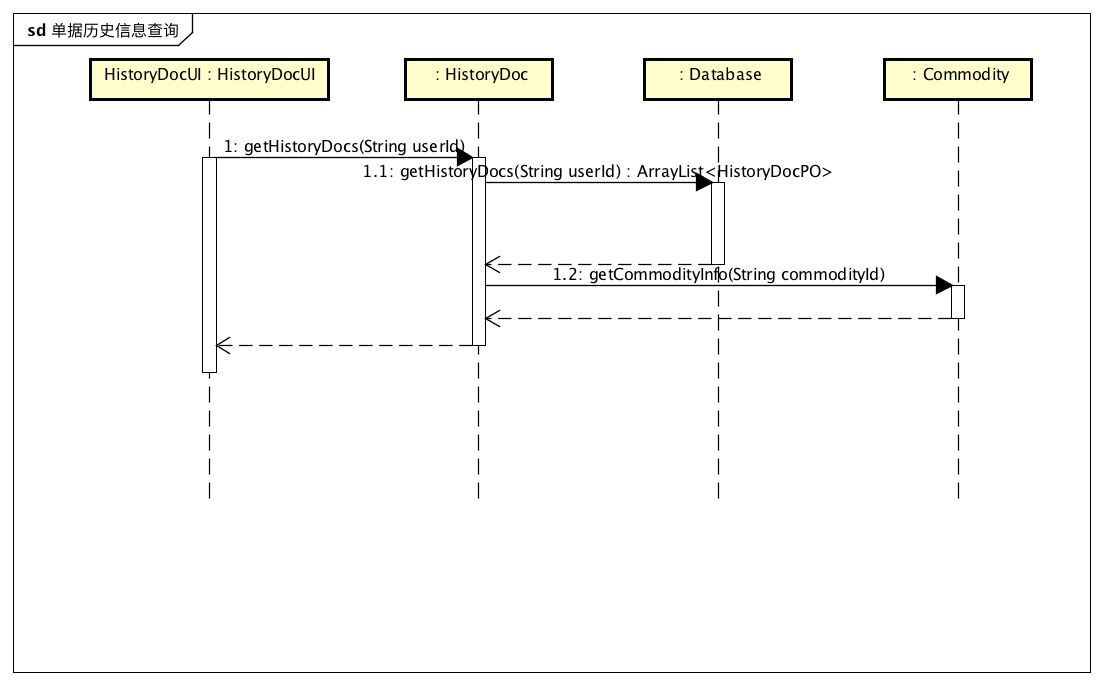 sd 单据历史信息查询
HistoryDocUI : HistoryDocUI
: HistoryDoc
: Database
: Commodity
1: getHistoryDocs(String userId)
1.1: getHistoryDocs(String userId) : ArrayList<HistoryDocPO>
1.2: getCommodityInfo(String commodityId)